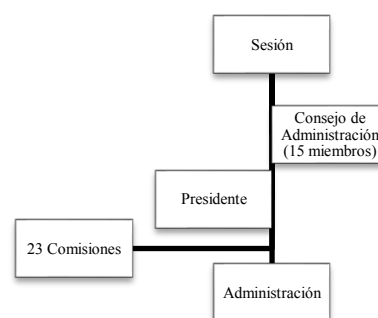 Sesión
Consejo de
Administración
(15 miembros)
Presidente
23 Comisiones
Administración